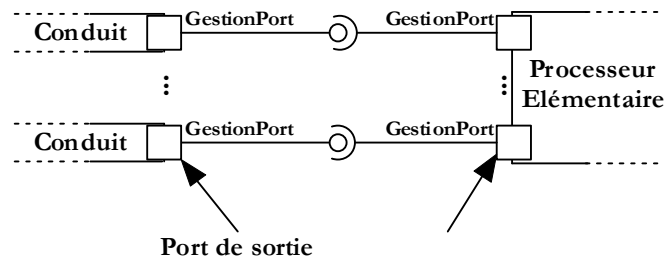 GestionPort GestionPort
Conduit
Processeur
Elémentaire
GestionPort GestionPort
Conduit
Port de sortie